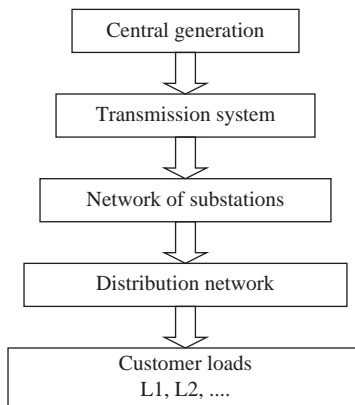 Central generation
Transmission system
Network of substations
Distribution network
Customer loads
L1, L2, ....